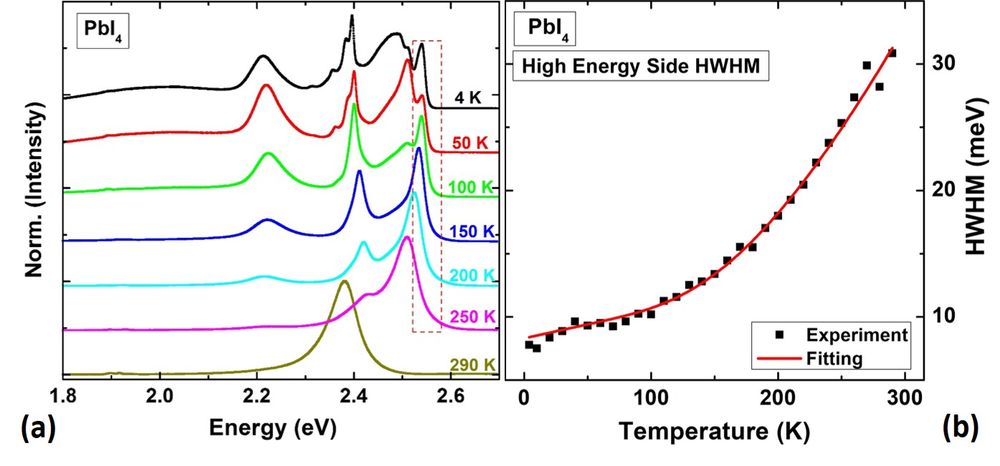 PbI4
4 K
50 K
100 K
150 K
200 K
250 K
290 K
Norm. (Intensity)
1.8 2.0 2.2 2.4 2.6
Energy (eV)
(a)
PbI4
High Energy Side HWHM
30
20
10
HWHM (meV)
Experiment
Fitting
0 100 200 300
Temperature (K)
(b)